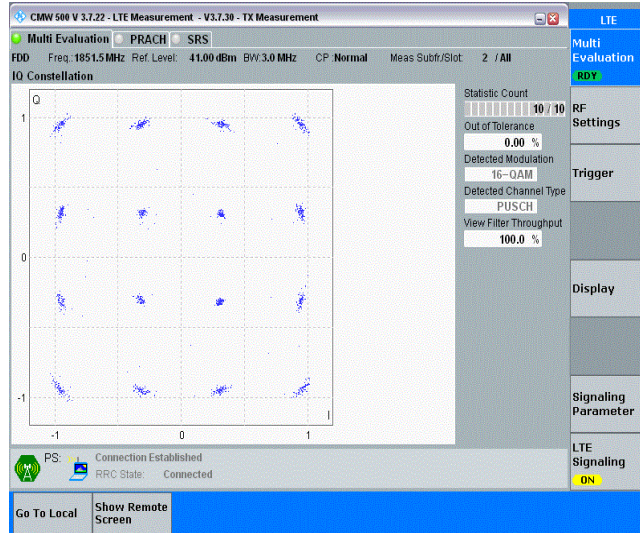 CMW 500 V 3.7.22 - LTE Measurement - V3.7.30 - TX Measurement
Multi Evaluation PRACH SRS
FDD Freq.: 1851.5 MHz Ref. Level: 41.00 dBm BW: 3.0 MHz CP :Normal Meas Subfr./Slot: 2 / All
IQ Constellation
Q
1
0
-1
-1 0 1
I
Statistic Count
10 / 10
Out of Tolerance
0.00 %
Detected Modulation
16-QAM
Detected Channel Type
PUSCH
View Filter Throughput
100.0 %
PS: Connection Established
RRC State: Connected
LTE
Multi
Evaluation
RDY
RF
Settings
Trigger
Display
Signaling
Parameter
LTE
Signaling
ON
Go To Local
Show Remote
Screen